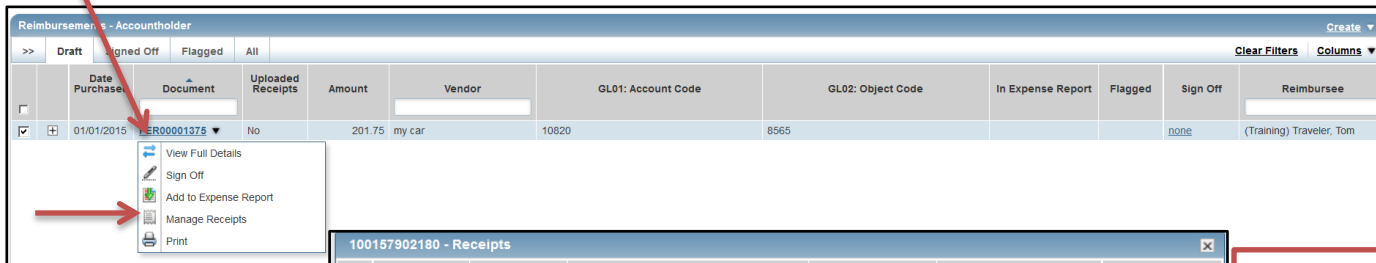 Reimbursements - Accountholder Create ▼
>> Draft Signed Off Flagged All Clear Filters Columns ▼
Date Purchased Document Uploaded Receipts Amount Vendor GL01: Account Code GL02: Object Code In Expense Report Flagged Sign Off Reimbursee
01/01/2015 PER00001375 ▼ No 201.75 my car 10820 8565 none (Training) Traveler, Tom
View Full Details
Sign Off
Add to Expense Report
Manage Receipts
Print
100157902180 - Receipts